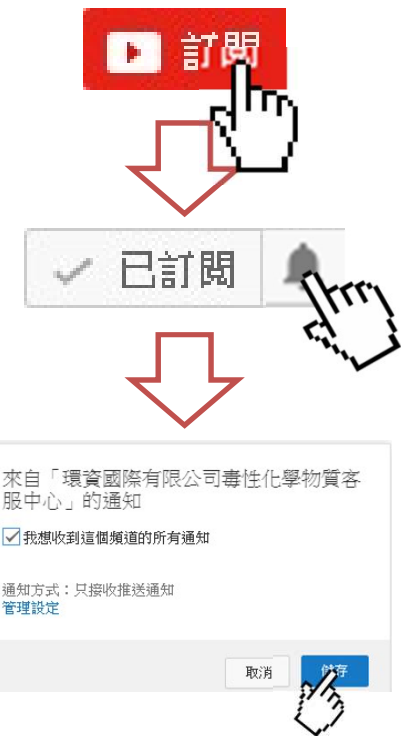 訂閱
已訂閱
來自「環資國際有限公司毒性化學物質客
服中心」的通知
我想收到這個頻道的所有通知
通知方式：只接收推送通知
管理設定
取消
儲存